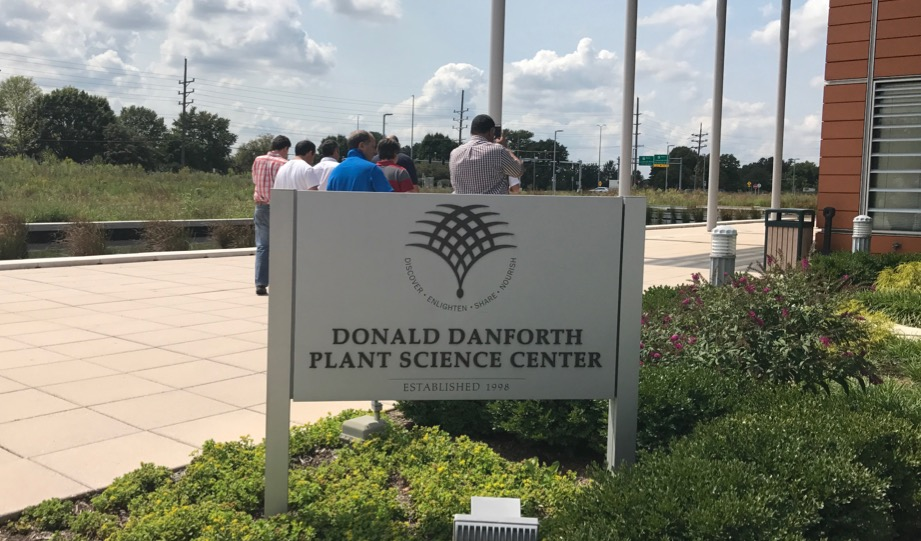 DISCOVER • ENLIGHTEN • SHARE • NOURISH
DONALD DANFORTH
PLANT SCIENCE CENTER
ESTABLISHED 1998